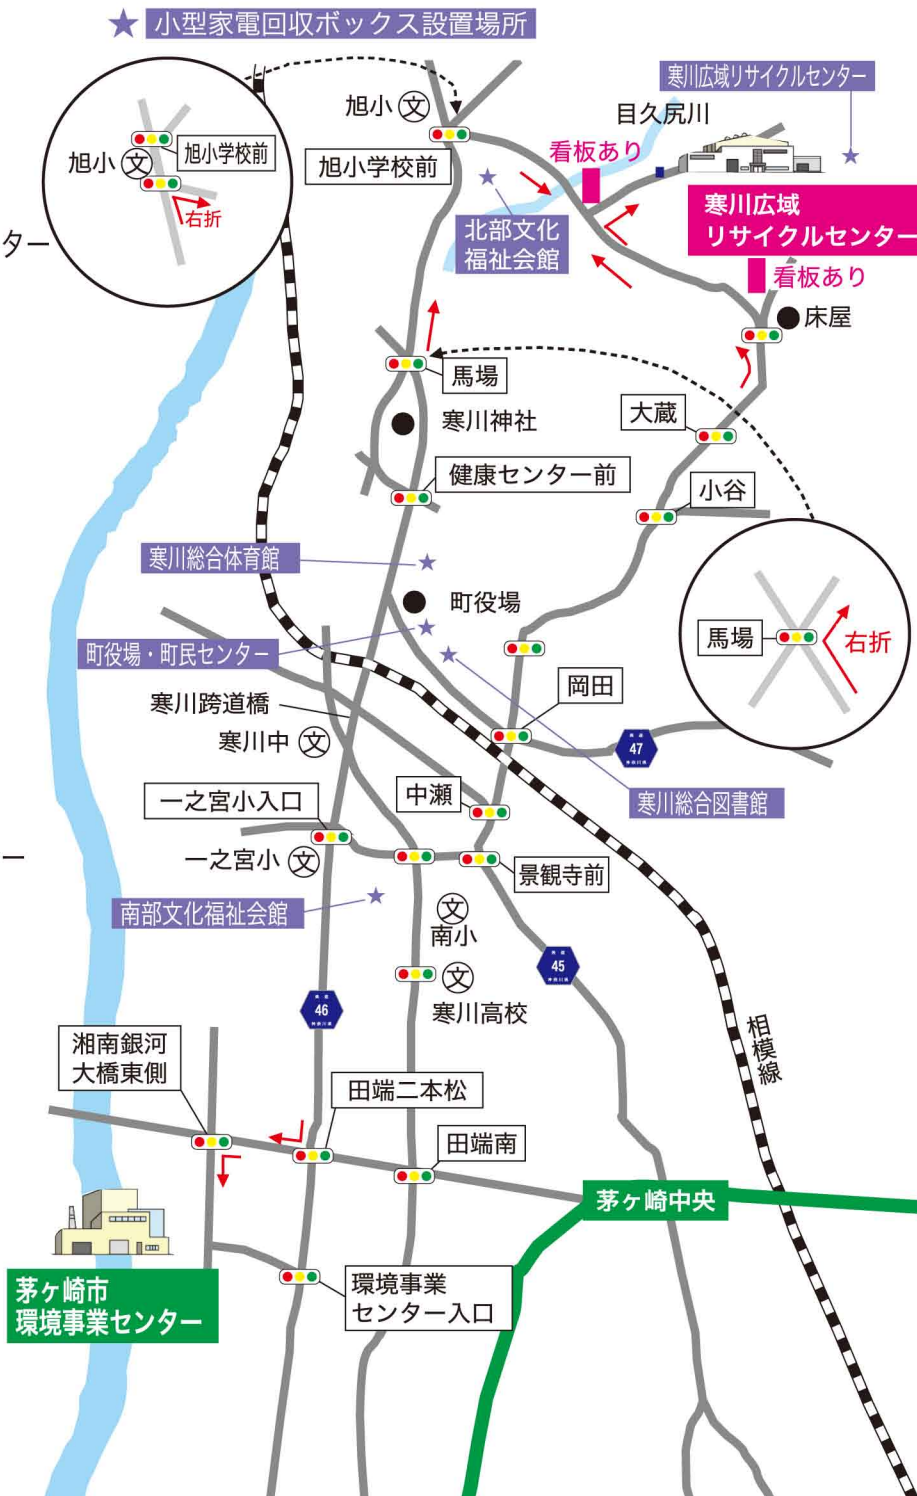 ★ 小型家電回収ボックス設置場所
寒川広域リサイクルセンター
旭小 文
目久尻川
旭小学校前
旭小 文
旭小学校前
右折
看板あり
寒川広域
リサイクルセンター
北部文化
福祉会館
看板あり
ター
床屋
馬場
大蔵
寒川神社
健康センター前
小谷
寒川総合体育館
町役場
馬場
右折
町役場・町民センター
岡田
寒川跨道橋
寒川中 文
47
中瀬
寒川総合図書館
一之宮小入口
一之宮小 文
景観寺前
ー
南部文化福祉会館
文
南小
45
文
寒川高校
46
相模線
湘南銀河
大橋東側
田端二本松
田端南
茅ヶ崎中央
茅ヶ崎市
環境事業センター
環境事業
センター入口